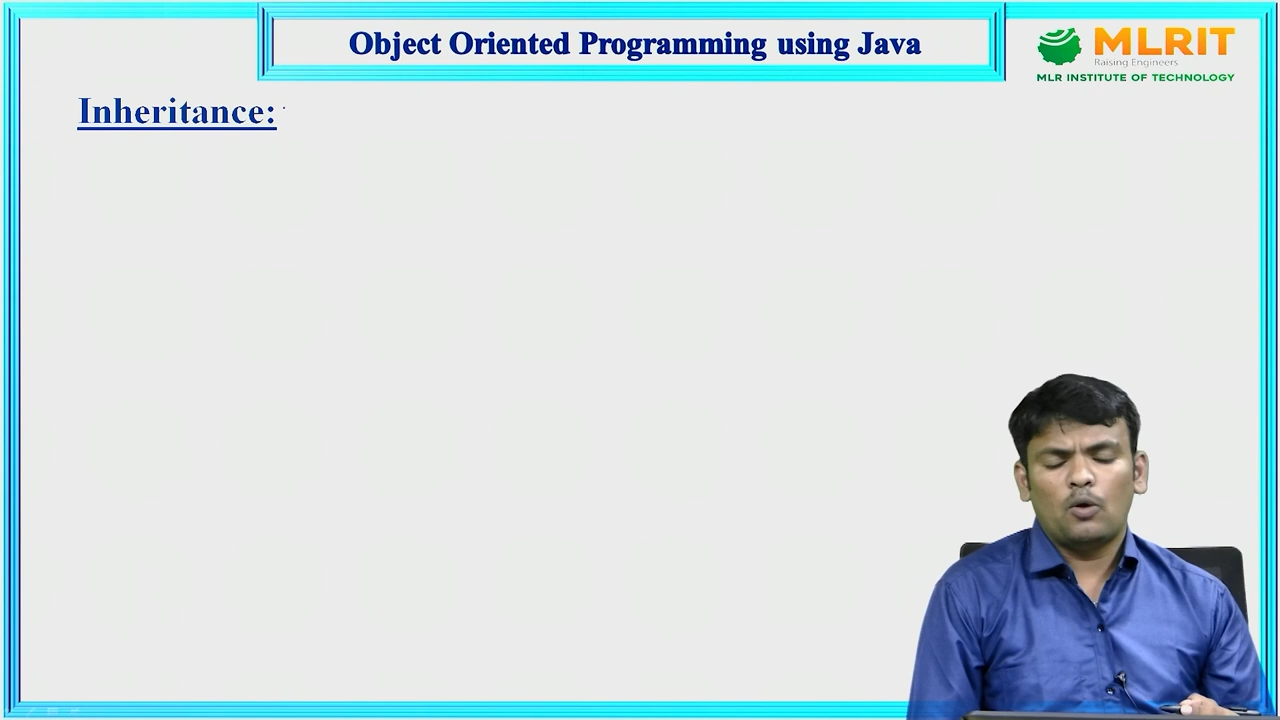 Object Oriented Programming using Java
MLRIT
Raising Engineers
MLR INSTITUTE OF TECHNOLOGY
Inheritance: